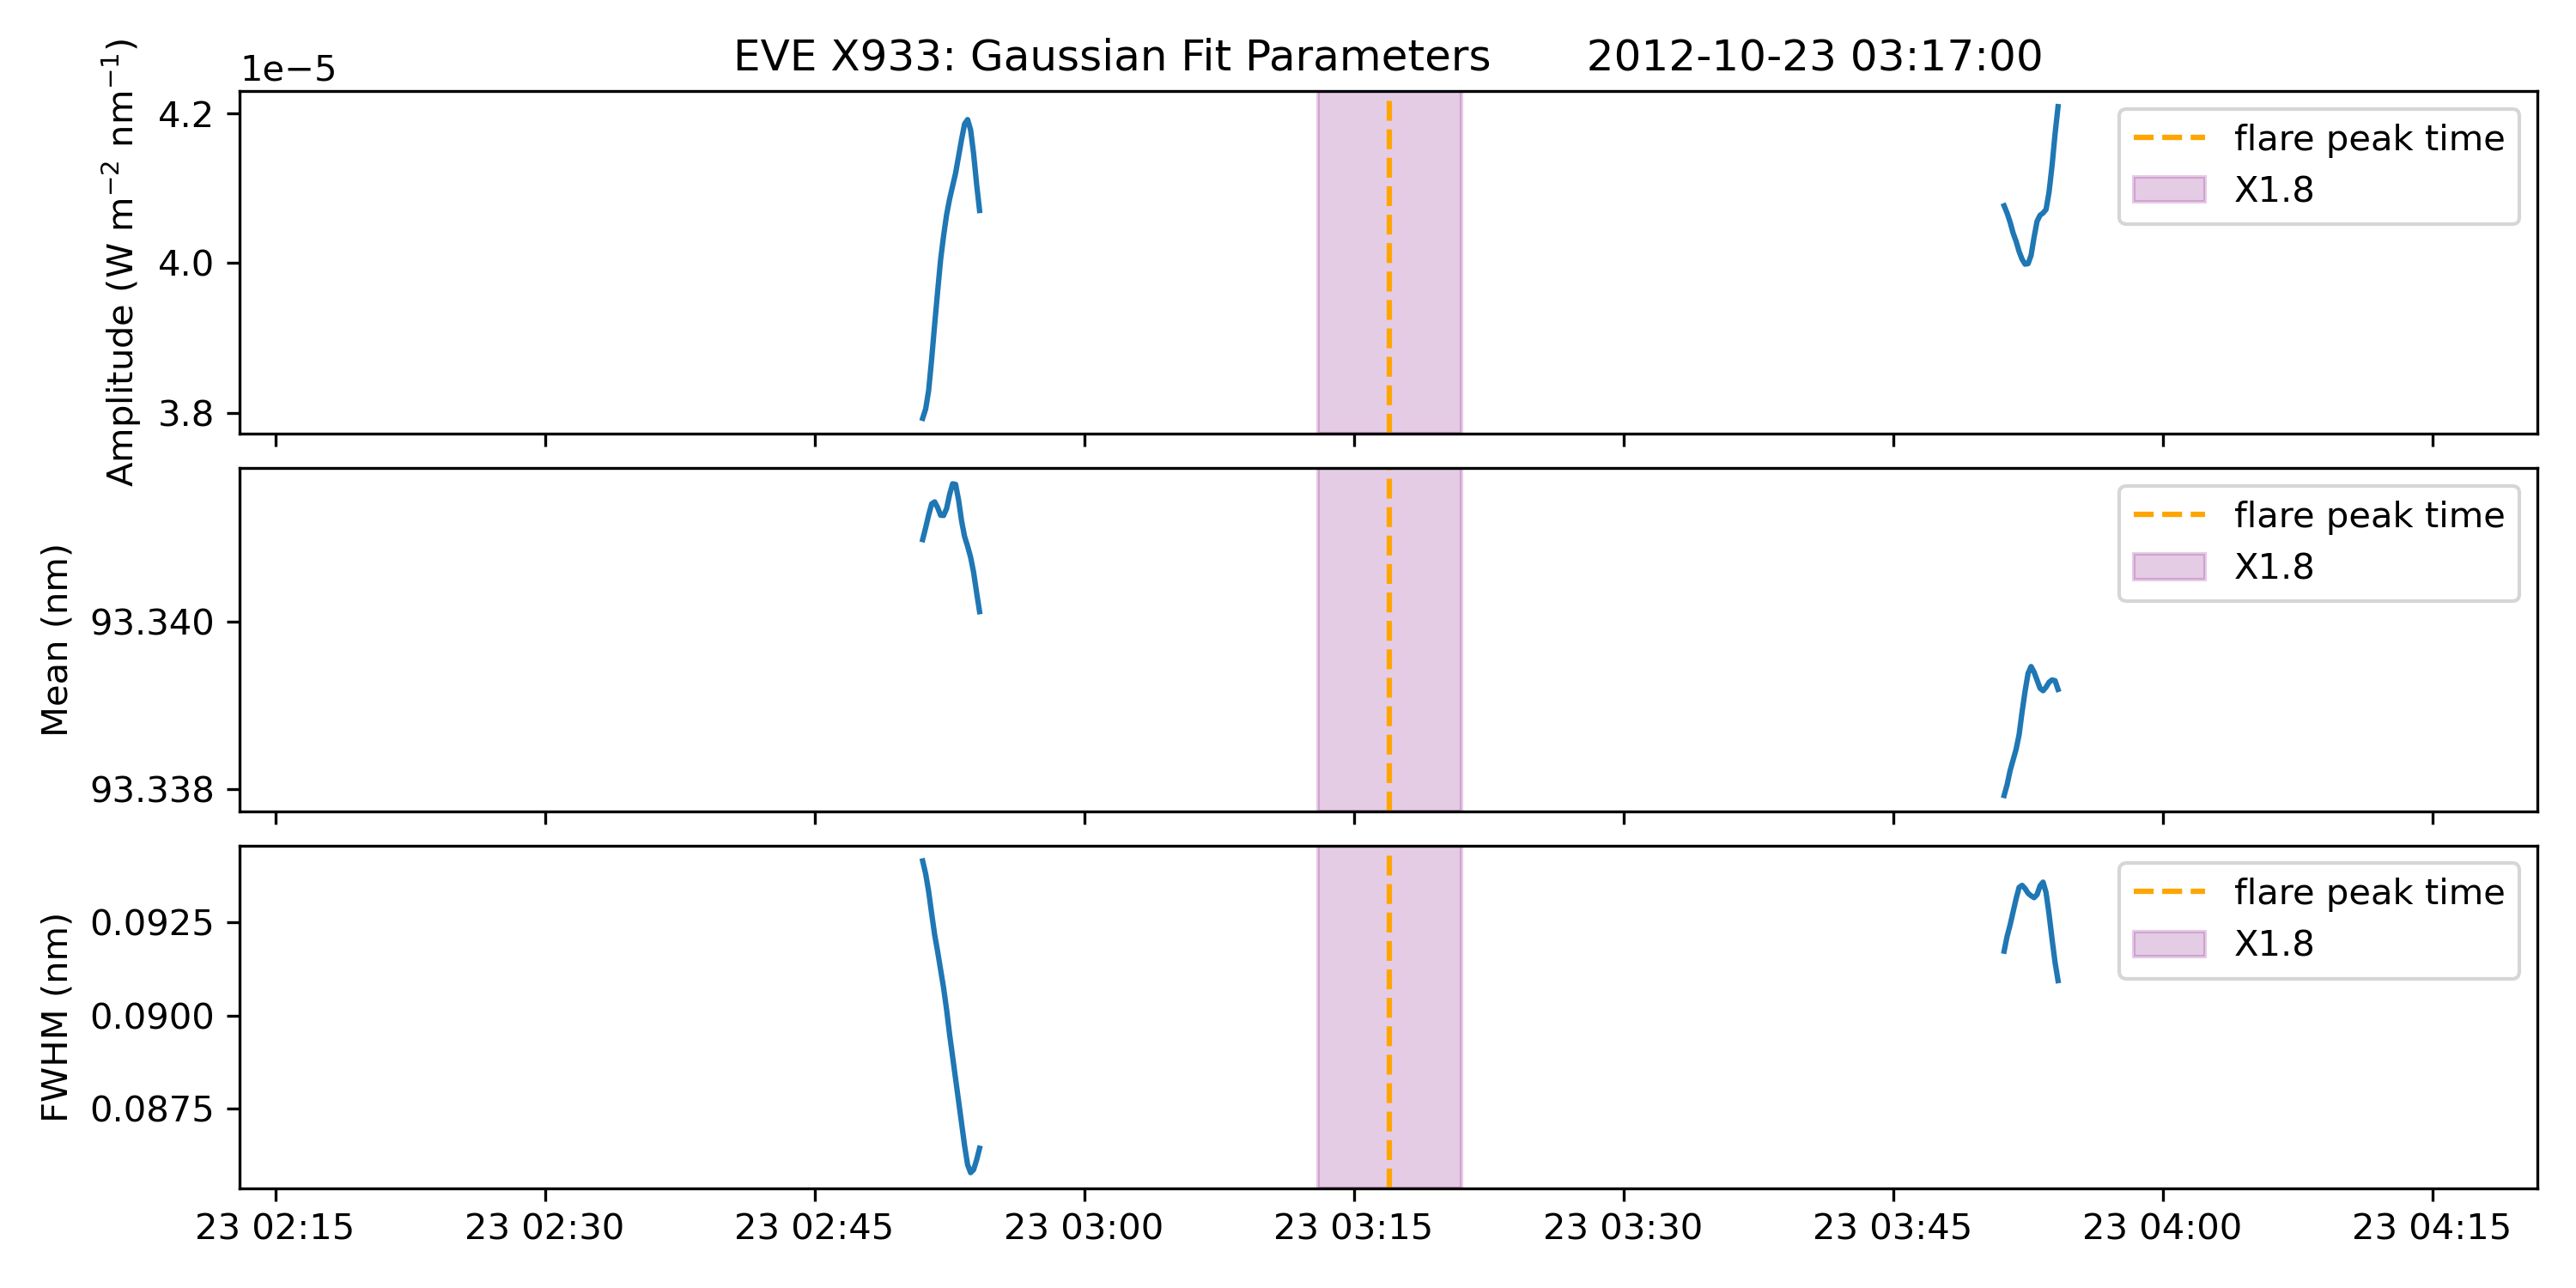 EVE X933: Gaussian Fit Parameters 2012-10-23 03:17:00
1e−5
Amplitude (W m⁻² nm⁻¹)
4.2
4.0
3.8
flare peak time
X1.8
Mean (nm)
93.340
93.338
flare peak time
X1.8
FWHM (nm)
0.0925
0.0900
0.0875
flare peak time
X1.8
23 02:15 23 02:30 23 02:45 23 03:00 23 03:15 23 03:30 23 03:45 23 04:00 23 04:15